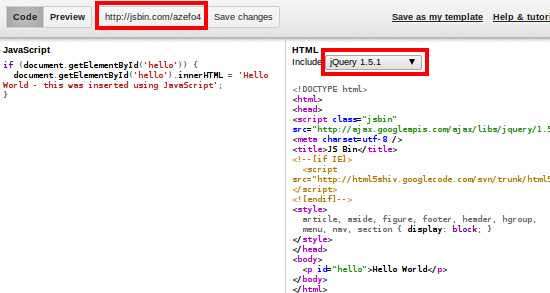 Code Preview http://jsbin.com/azefo4 Save changes Save as my template Help & tutori
JavaScript
if (document.getElementById('hello')) {
document.getElementById('hello').innerHTML = 'Hello
World - this was inserted using JavaScript';
}
HTML
Include jQuery 1.5.1
<!DOCTYPE html>
<html>
<head>
<script class="jsbin"
src="http://ajax.googleapis.com/ajax/libs/jquery/1.5
<meta charset=utf-8 />
<title>JS Bin</title>
<!--[if IE]>
<script
src="http://html5shiv.googlecode.com/svn/trunk/html5
</script>
<![endif]-->
<style>
article, aside, figure, footer, header, hgroup,
menu, nav, section { display: block; }
</style>
</head>
<body>
<p id="hello">Hello World</p>
</body>
</html>